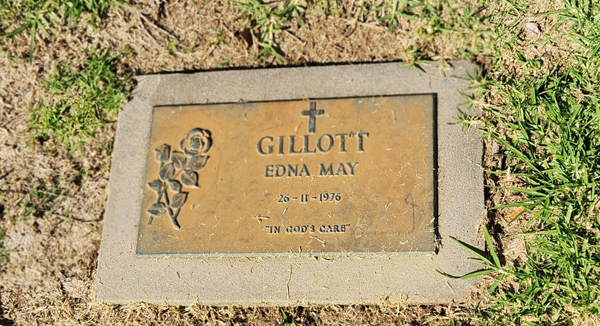 GILLOTT
EDNA MAY
26-11-1976
"IN GOD'S CARE"